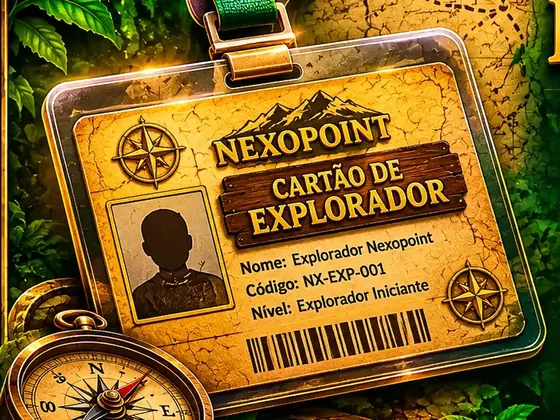 NEXOPOINT
CARTÃO DE
EXPLORADOR
Nome: Explorador Nexopoint
Código: NX-EXP-001
Nível: Explorador Iniciante
N
E